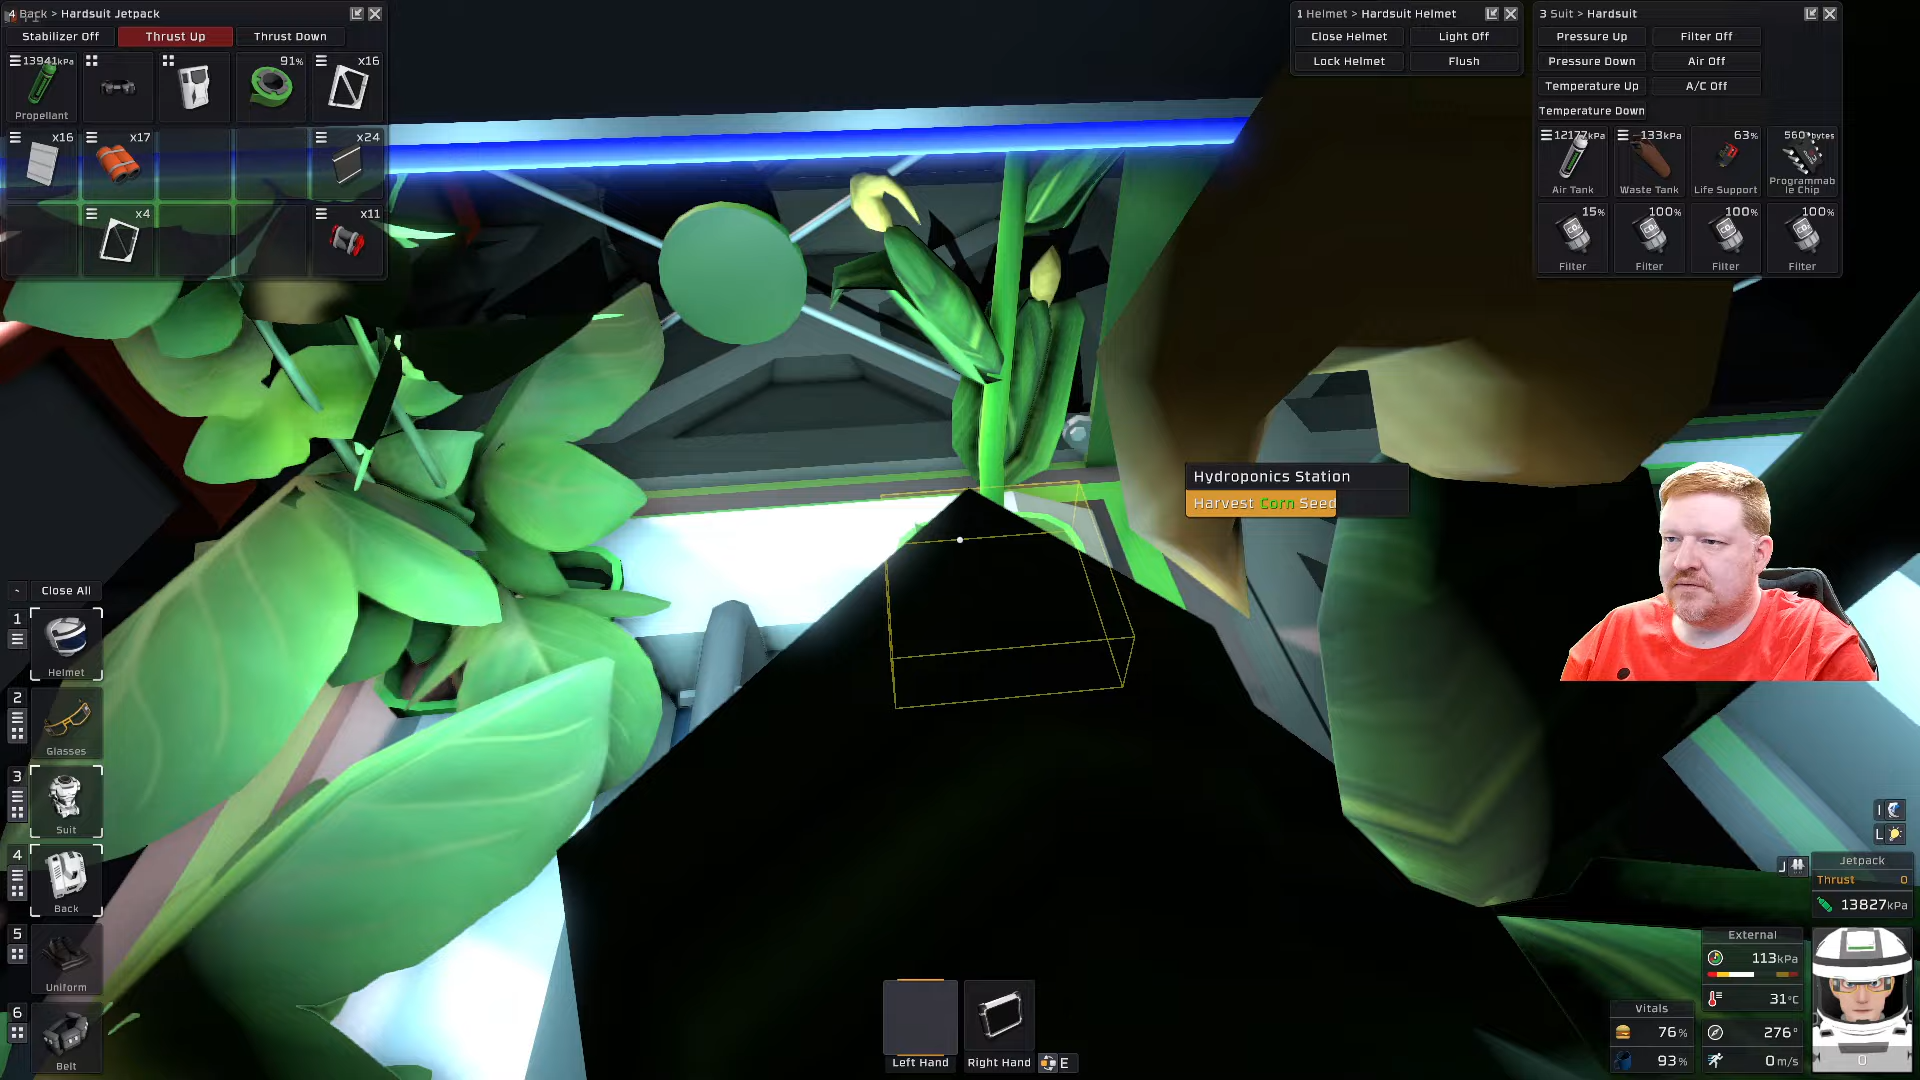 4 Back > Hardsuit Jetpack
Stabilizer Off
Thrust Up
Thrust Down
13941kPa
Propellant
91%
x16
x16
x17
x24
x4
x11
1 Helmet > Hardsuit Helmet
Close Helmet
Light Off
Lock Helmet
Flush
3 Suit > Hardsuit
Pressure Up
Filter Off
Pressure Down
Air Off
Temperature Up
A/C Off
Temperature Down
Air Tank
-133kPa
Waste Tank
63%
Life Support
Programmab
le Chip
15%
Filter
100%
Filter
100%
Filter
100%
Filter
Hydroponics Station
Harvest Corn Seed
~
Close All
1
Helmet
2
Glasses
3
Suit
4
Back
5
Uniform
6
Belt
Left Hand
Right Hand
E
I
L
J
Jetpack
Thrust 0
13827kPa
External
113kPa
31°C
276°
0m/s
Vitals
76%
93%
0